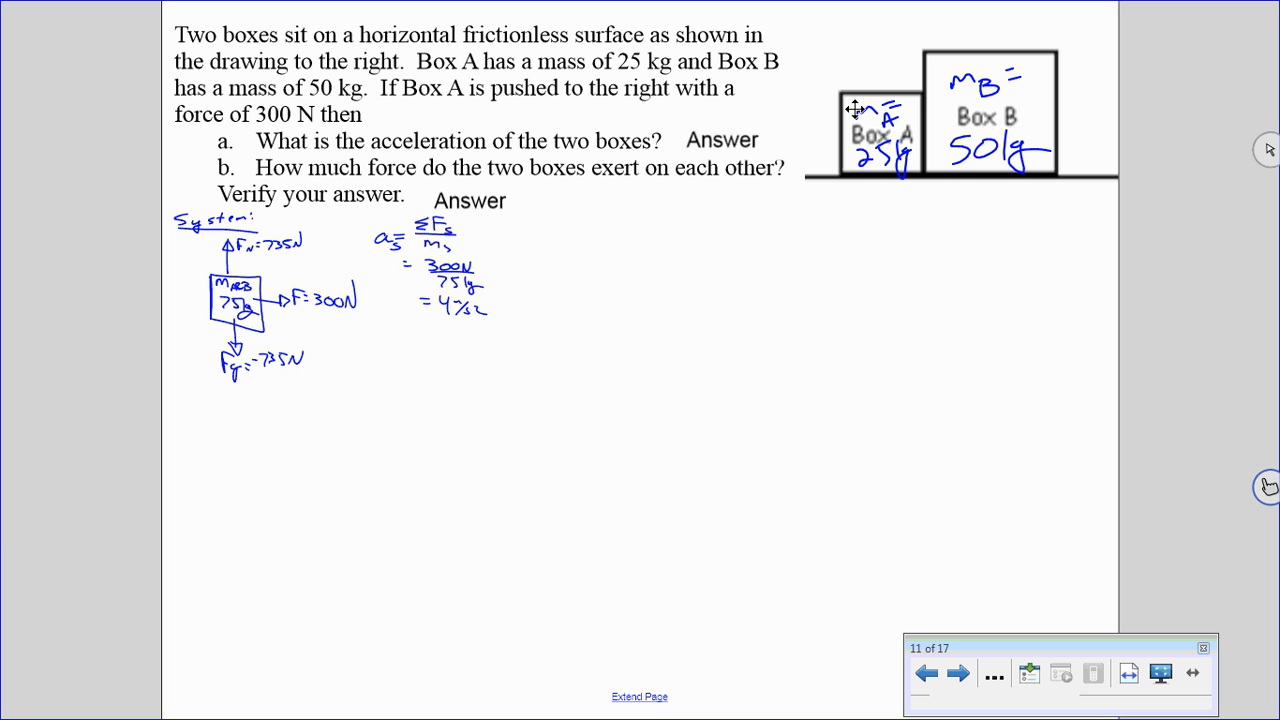 Two boxes sit on a horizontal frictionless surface as shown in
the drawing to the right. Box A has a mass of 25 kg and Box B
has a mass of 50 kg. If Box A is pushed to the right with a
force of 300 N then
a. What is the acceleration of the two boxes? Answer
b. How much force do the two boxes exert on each other?
Verify your answer. Answer
mA =
Box A
25kg
mB =
Box B
50kg
System:
FN=735N
mA&B
75kg
F=300N
Fg=-735N
as = ΣFs
ms
= 300N
75kg
= 4m/s2
11 of 17
...
Extend Page